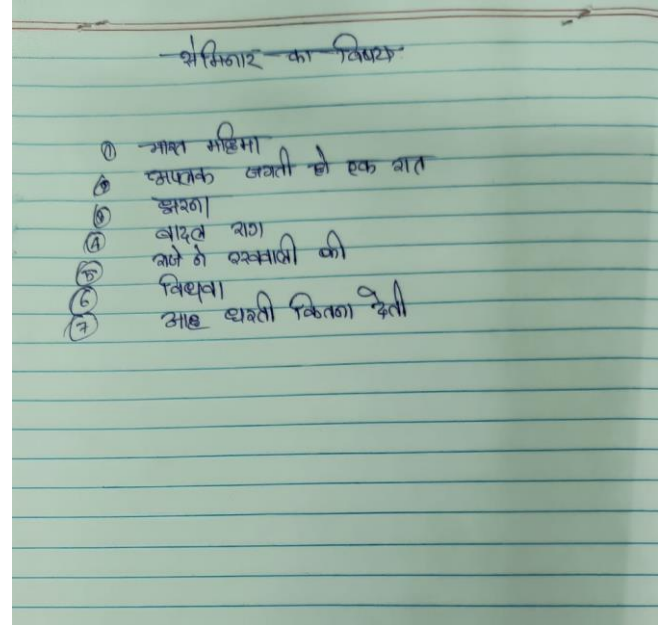 सेमिनार का विषय:
① भारत महिमा
② जगती हो एक रात
③ झरना
④ बादल राग
⑤ राजे ने रखवाली की
⑥ विधवा
⑦ आह धरती कितना देती